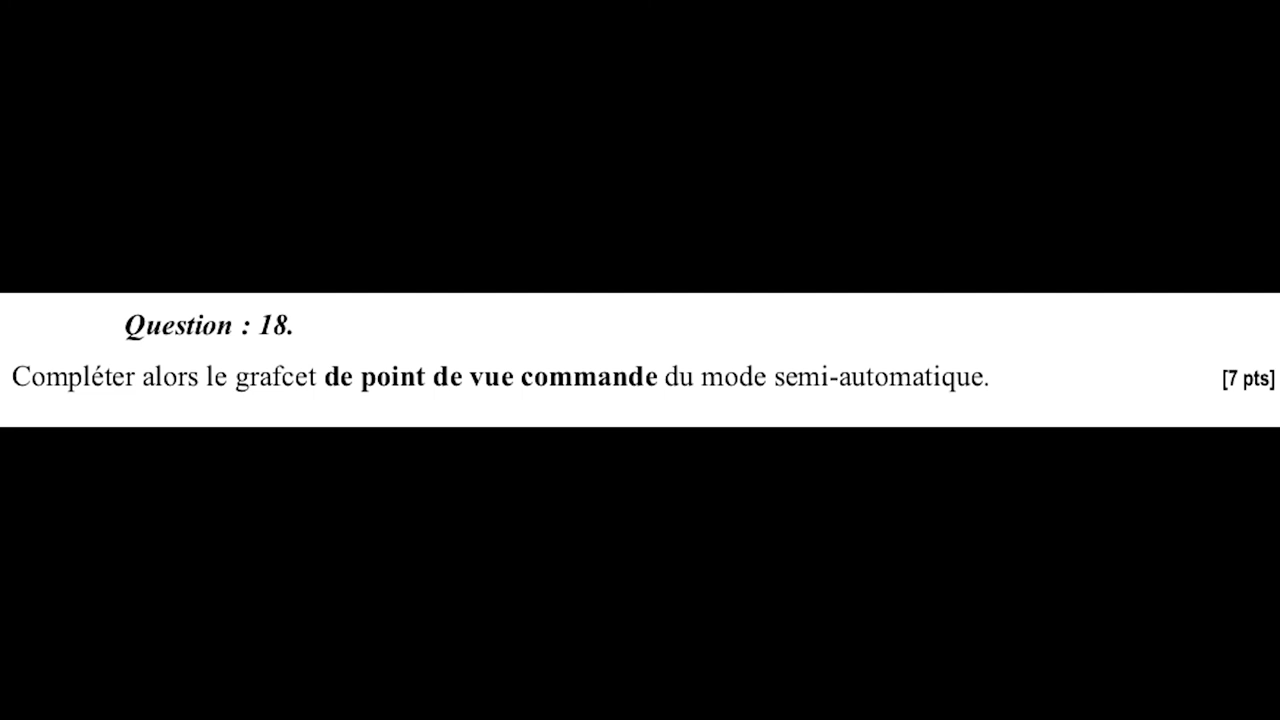 Question : 18.
Compléter alors le grafcet de point de vue commande du mode semi-automatique. [7 pts]